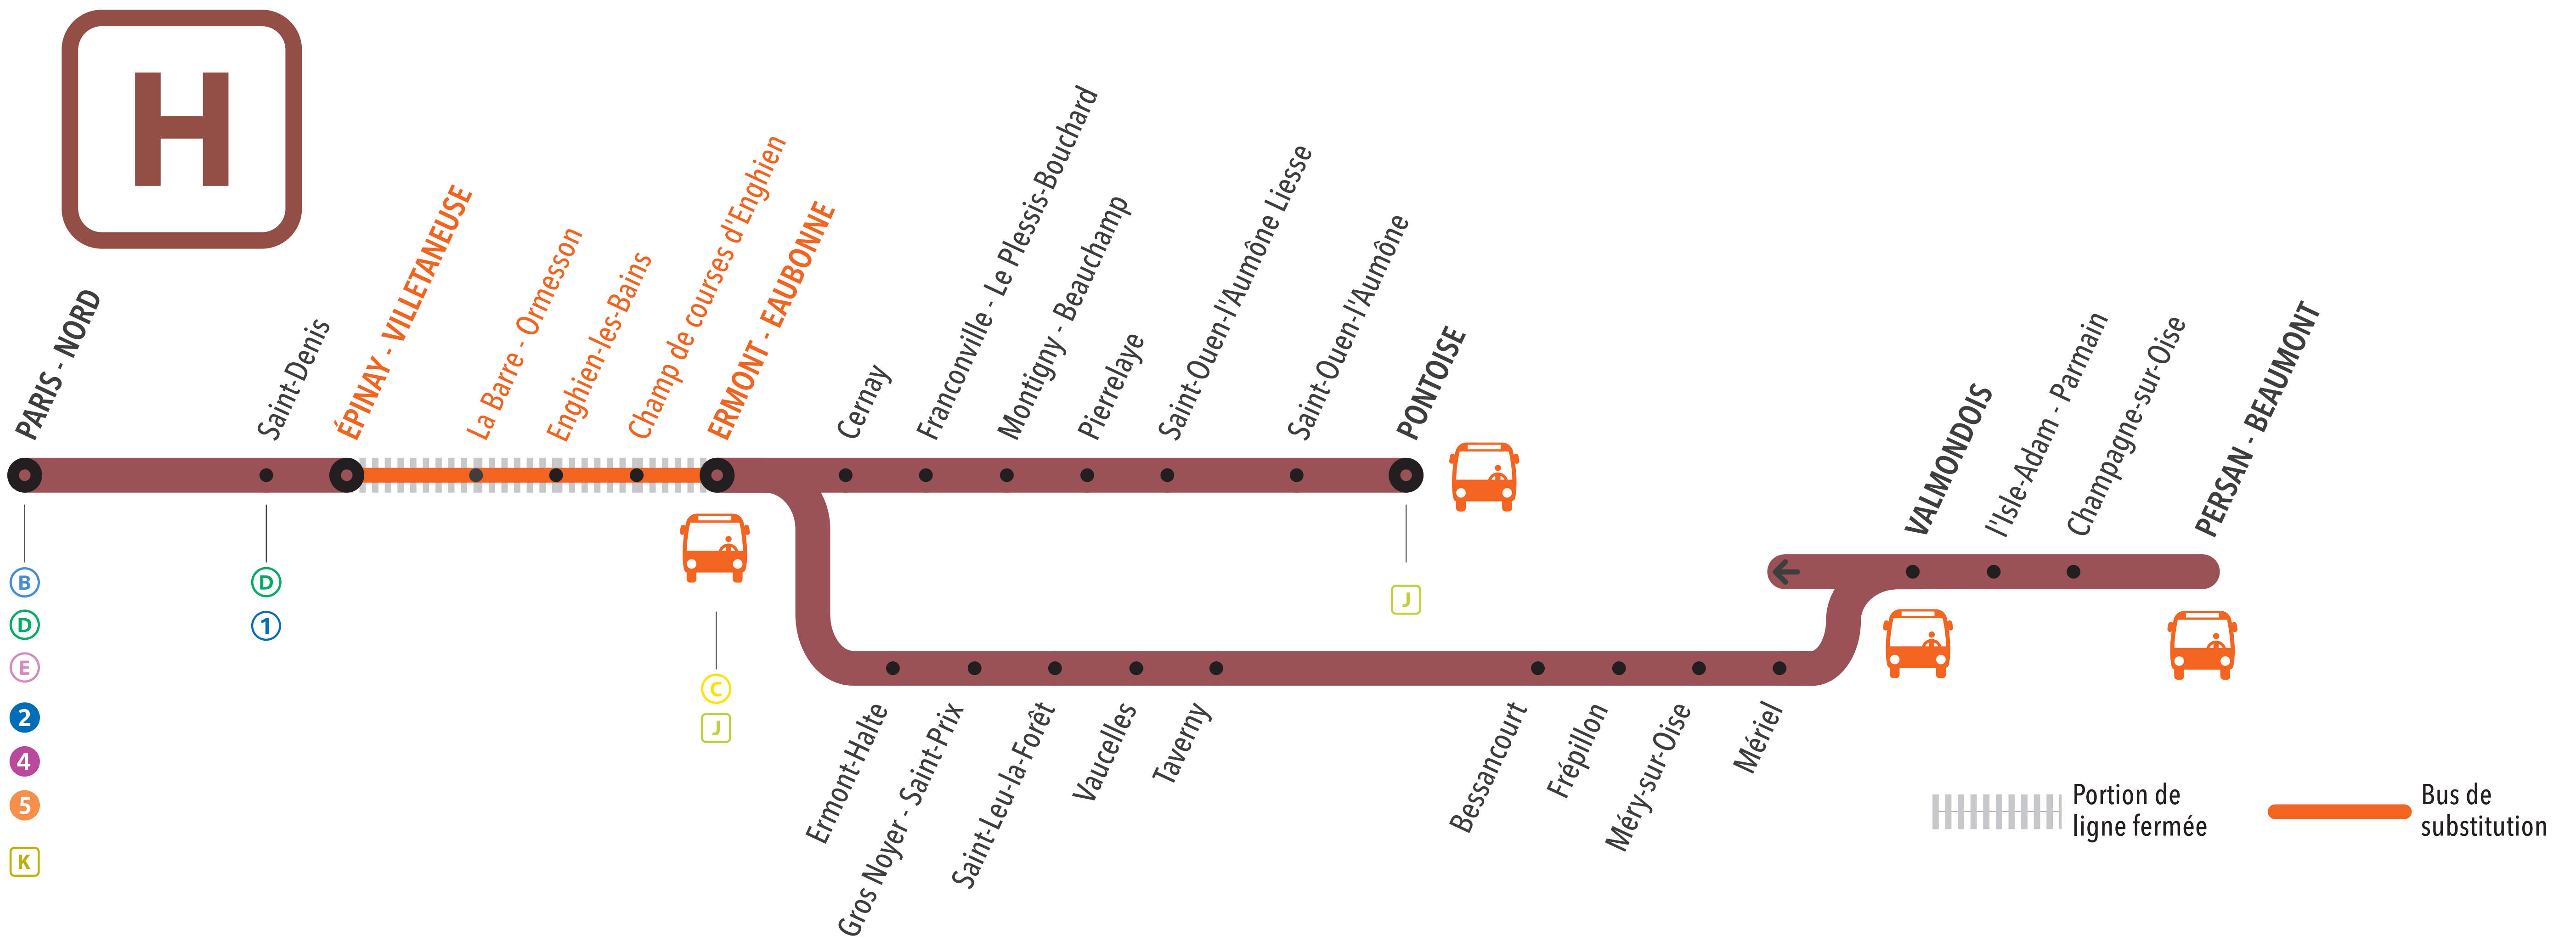 H
PARIS - NORD
Saint-Denis
ÉPINAY - VILLETANEUSE
La Barre - Ormesson
Enghien-les-Bains
Champ de courses d'Enghien
ERMONT - EAUBONNE
Cernay
Franconville - Le Plessis-Bouchard
Montigny - Beauchamp
Pierrelaye
Saint-Ouen-l'Aumône Liesse
Saint-Ouen-l'Aumône
PONTOISE
VALMONDOIS
l'Isle-Adam - Parmain
Champagne-sur-Oise
PERSAN - BEAUMONT
B
D
E
2
4
5
K
D
1
C
J
J
Ermont-Halte
Gros Noyer - Saint-Prix
Saint-Leu-la-Forêt
Vaucelles
Taverny
Bessancourt
Frépillon
Méry-sur-Oise
Mériel
Portion de
ligne fermée
Bus de
substitution